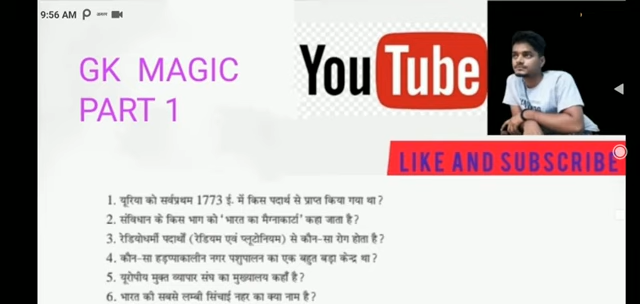 9:56 AM
GK MAGIC
PART 1
YouTube
LIKE AND SUBSCRIBE
1. यूरिया को सर्वप्रथम 1773 ई. में किस पदार्थ से प्राप्त किया गया था ?
2. संविधान के किस भाग को ‘भारत का मैग्नाकार्टा’ कहा जाता है ?
3. रेडियोधर्मी पदार्थों (रेडियम एवं प्लूटोनियम) से कौन-सा रोग होता है ?
4. कौन-सा हड़प्पाकालीन नगर पशुपालन का एक बहुत बड़ा केन्द्र था ?
5. यूरोपीय मुक्त व्यापार संघ का मुख्यालय कहाँ है ?
6. भारत की सबसे लम्बी सिंचाई नहर का क्या नाम है ?